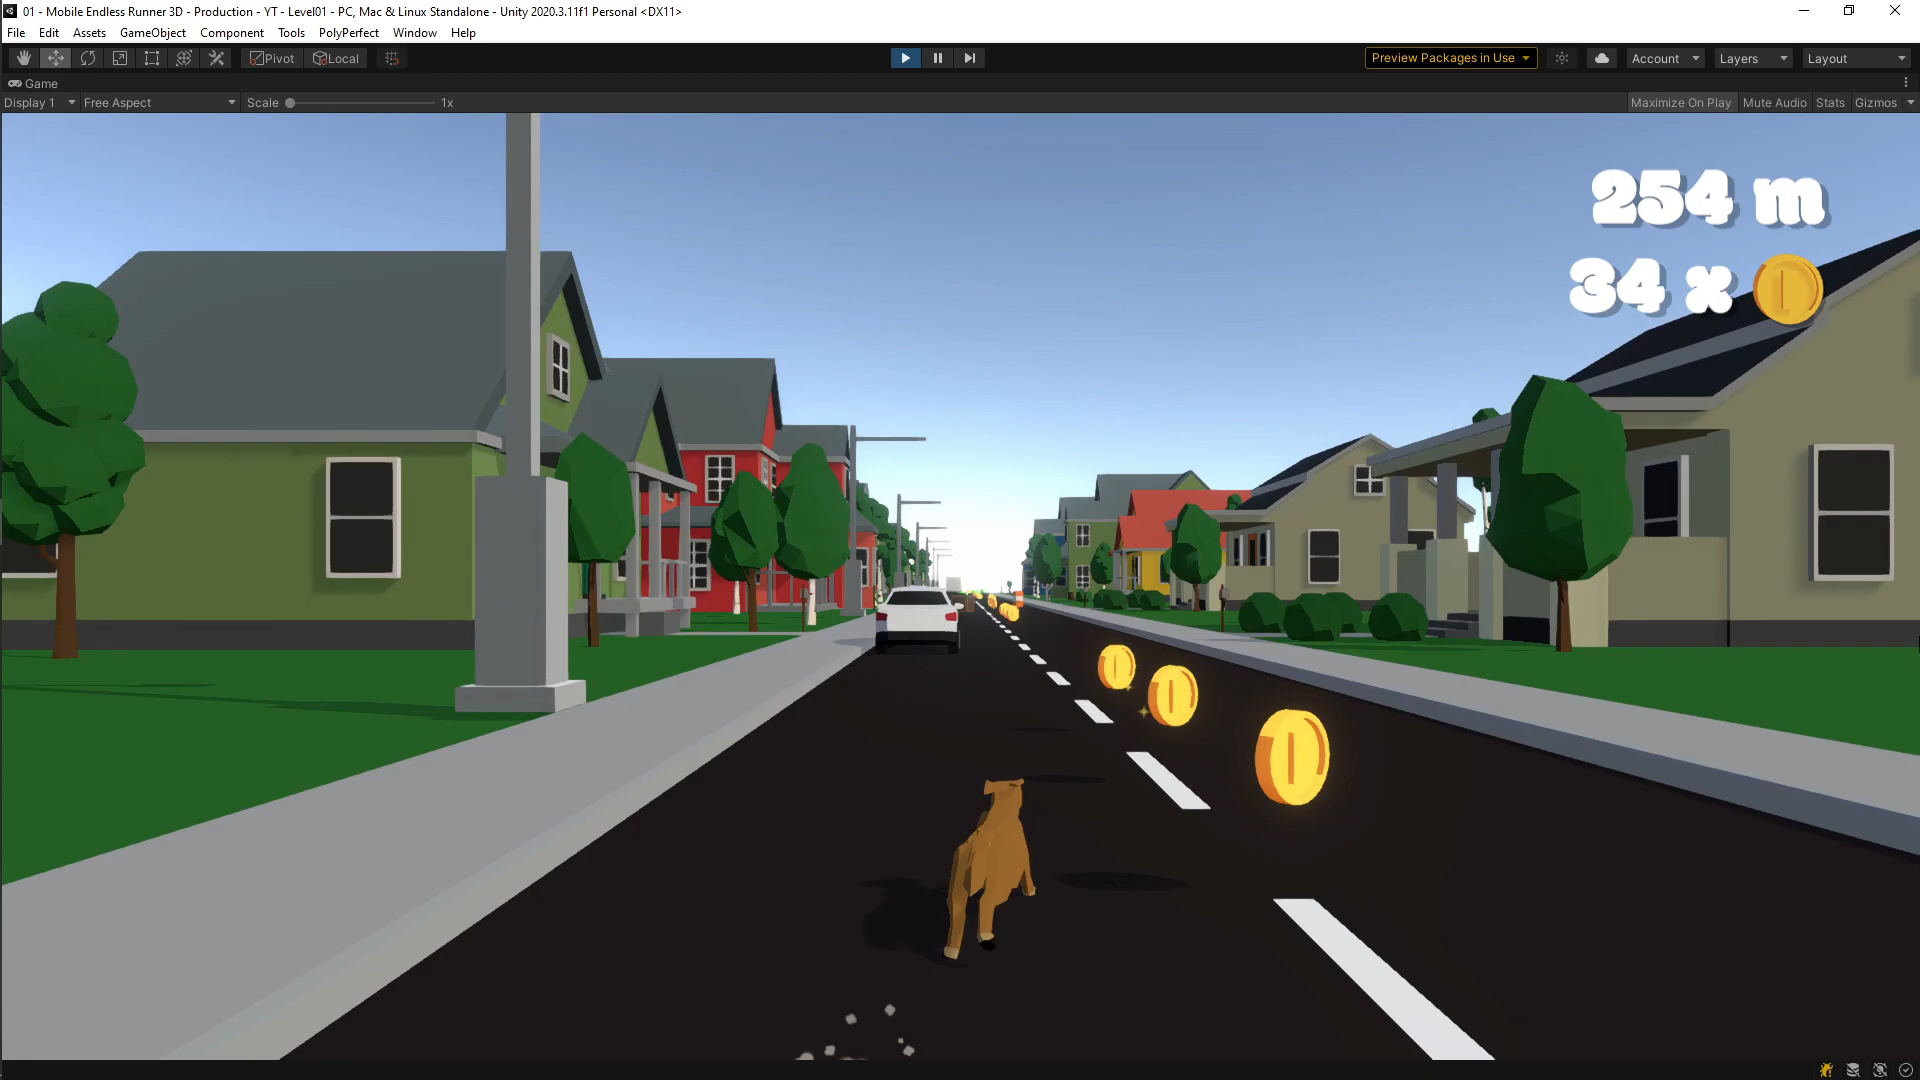 01 - Mobile Endless Runner 3D - Production - YT - Level01 - PC, Mac & Linux Standalone - Unity 2020.3.11f1 Personal <DX11>
File Edit Assets GameObject Component Tools PolyPerfect Window Help
Pivot Local Preview Packages in Use Account Layers Layout
Game
Display 1 Free Aspect Scale 1x Maximize On Play Mute Audio Stats Gizmos
254 m
34 x